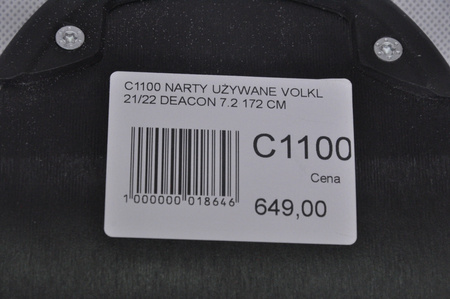 C1100 NARTY UŻYWANE VOLKL
21/22 DEACON 7.2 172 CM
C1100
Cena
649,00
1 000000 018646